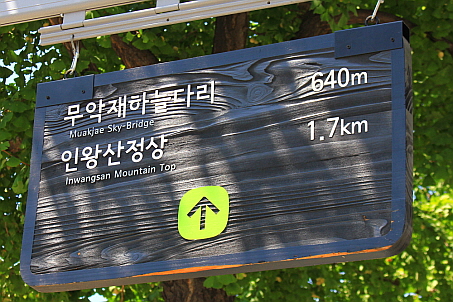 무악재하늘다리 640m
Muakjae Sky-Bridge
인왕산정상 1.7km
Inwangsan Mountain Top